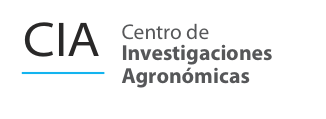 CIA
Centro de
Investigaciones
Agronómicas